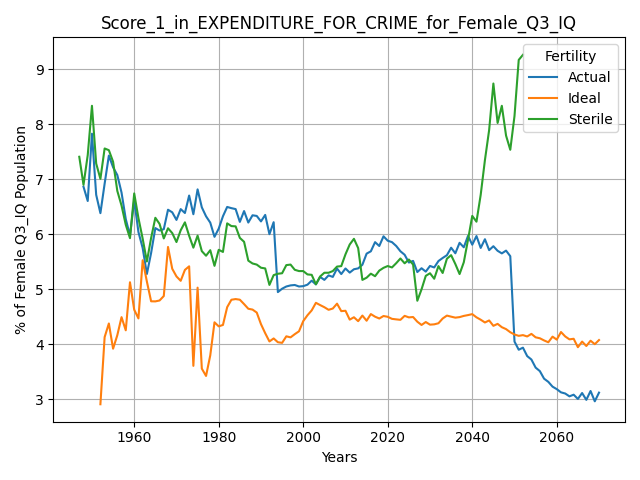 Score_1_in_EXPENDITURE_FOR_CRIME_for_Female_Q3_IQ
Fertility
Actual
Ideal
Sterile
% of Female Q3_IQ Population
9
8
7
6
5
4
3
1960 1980 2000 2020 2040 2060
Years